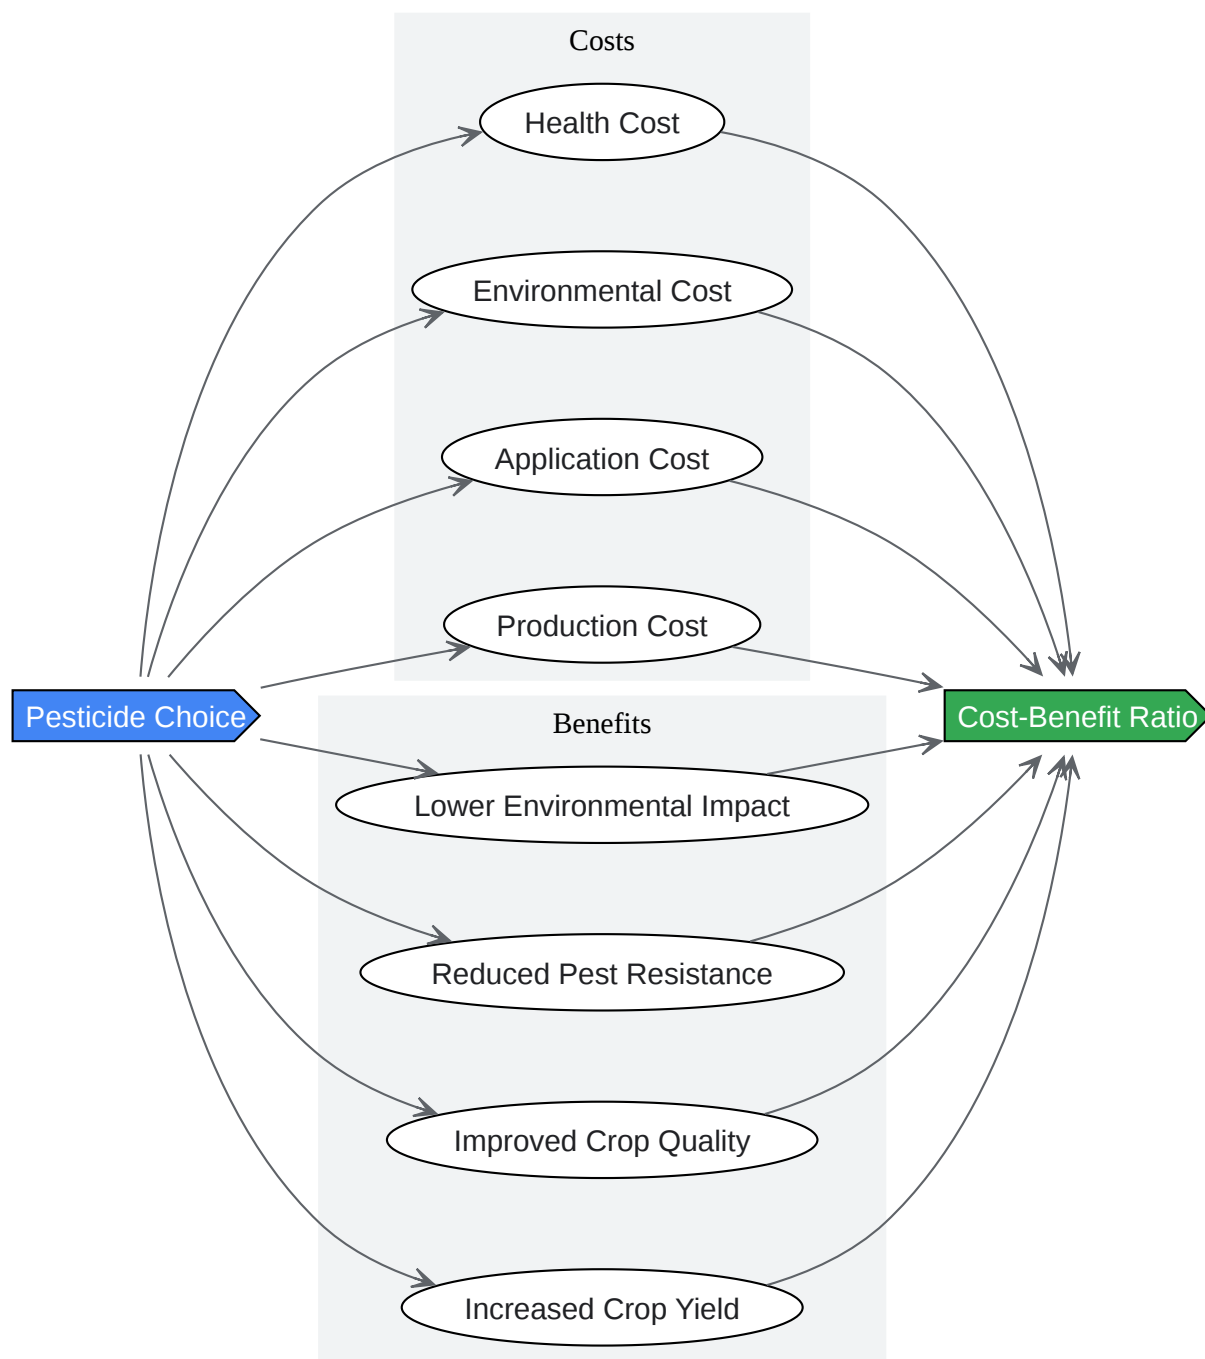 Costs
Health Cost
Environmental Cost
Application Cost
Production Cost
Pesticide Choice
Cost-Benefit Ratio
Benefits
Lower Environmental Impact
Reduced Pest Resistance
Improved Crop Quality
Increased Crop Yield